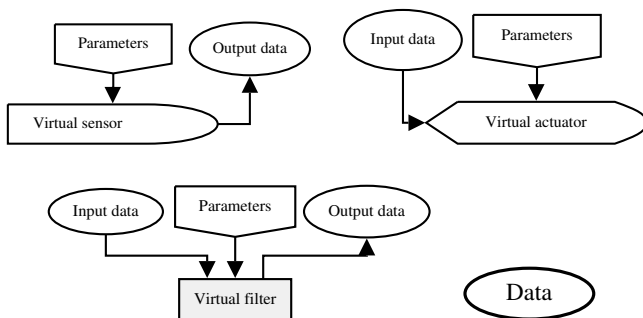 Parameters
Output data
Virtual sensor
Input data
Parameters
Virtual actuator
Input data
Parameters
Output data
Virtual filter
Data